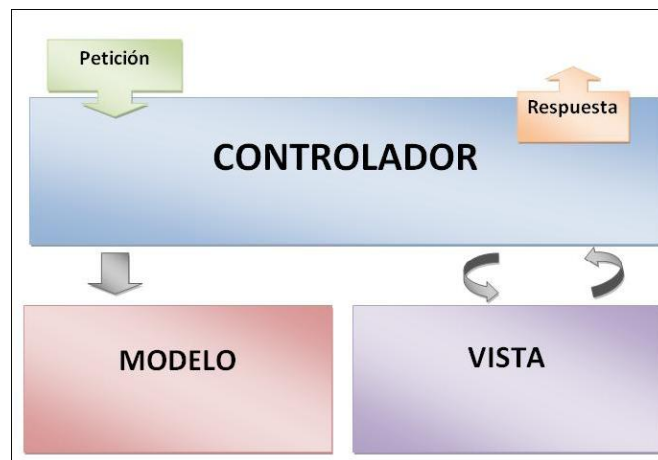 Petición
Respuesta
CONTROLADOR
MODELO
VISTA